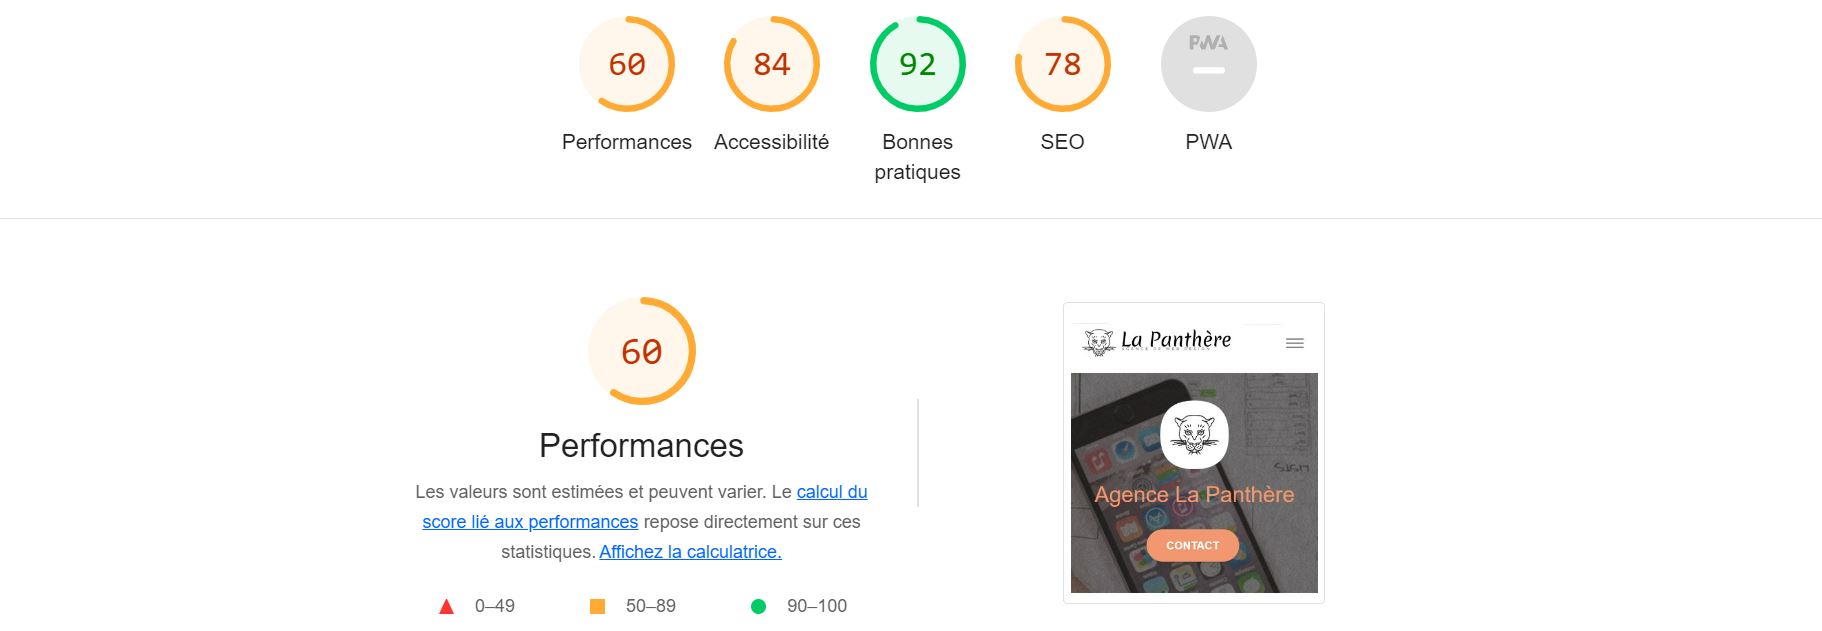 60 84 92 78 PWA
Performances Accessibilité Bonnes pratiques SEO PWA
60
Performances
Les valeurs sont estimées et peuvent varier. Le calcul du
score lié aux performances repose directement sur ces
statistiques. Affichez la calculatrice.
0–49 50–89 90–100
La Panthère
Agence La Panthère
CONTACT